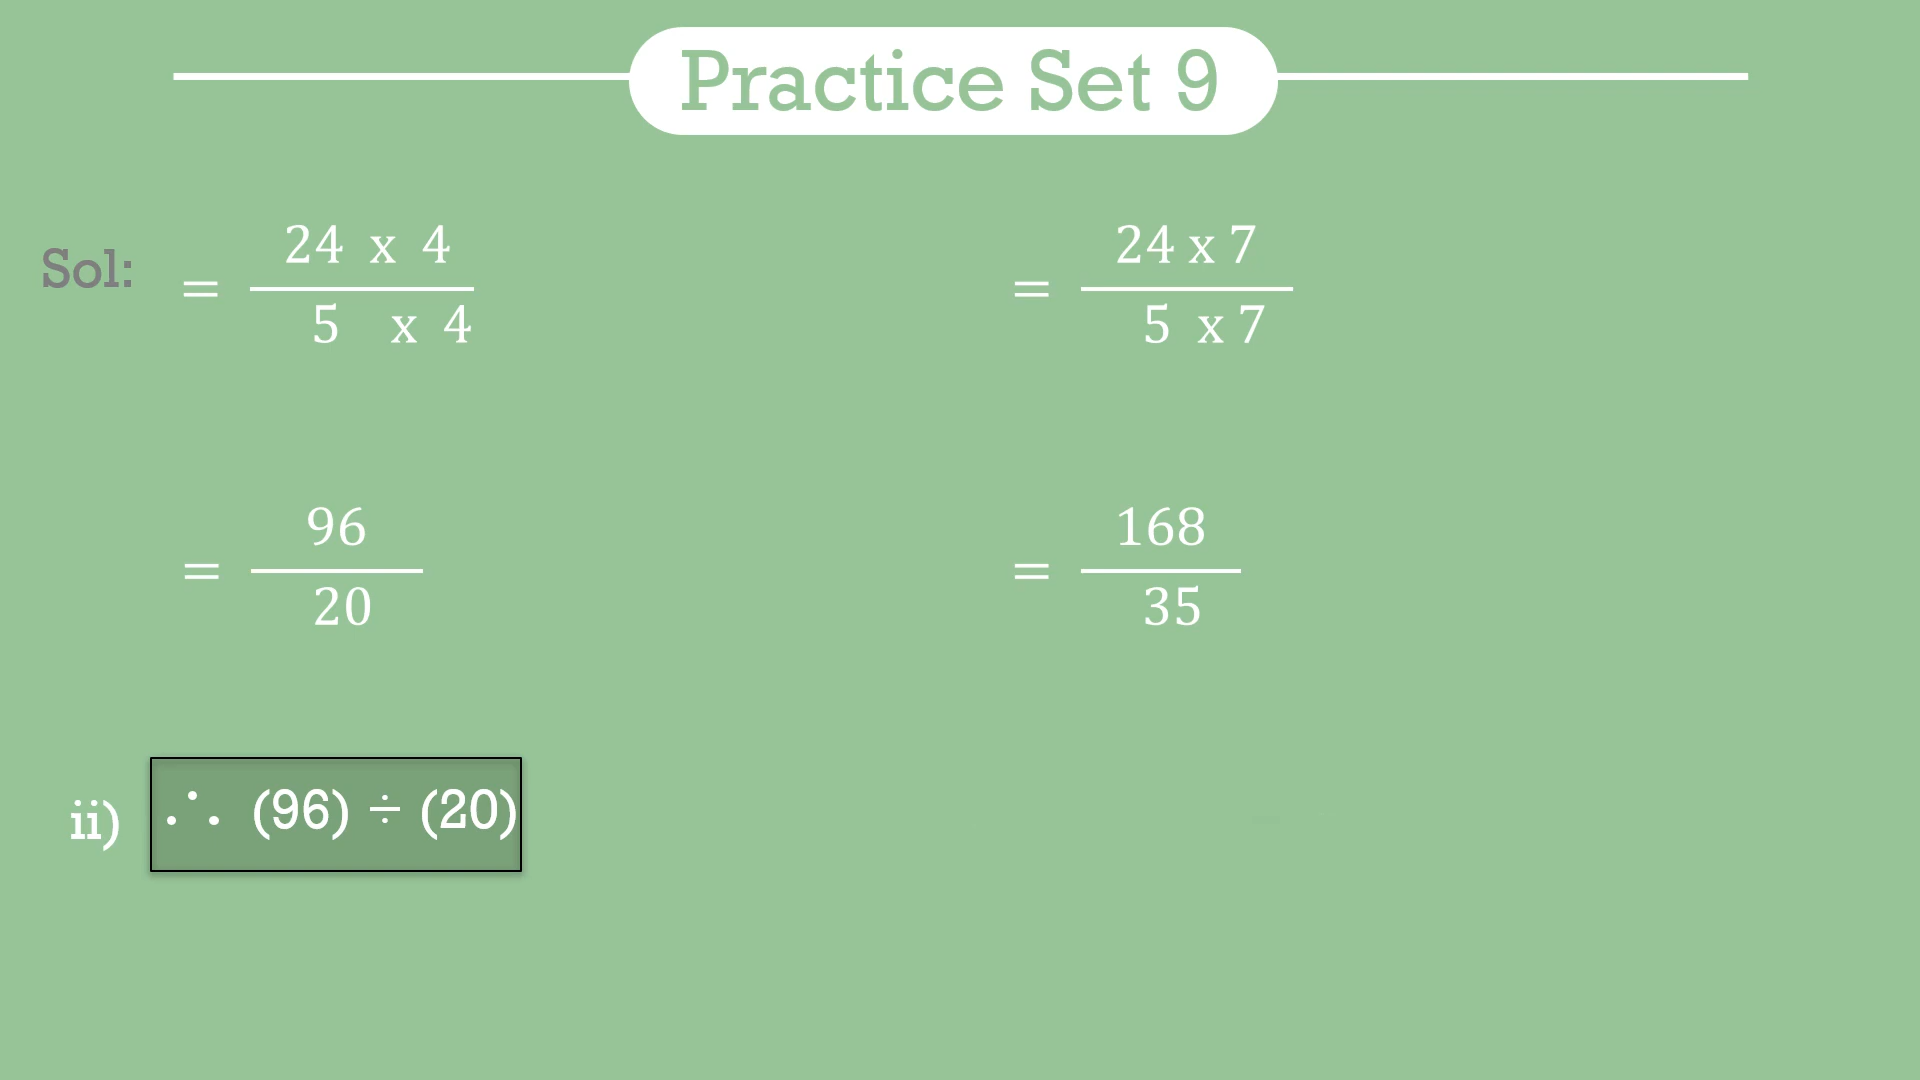 Practice Set 9
Sol:
= 24 x 4 / 5 x 4
= 24 x 7 / 5 x 7
= 96 / 20
= 168 / 35
ii) ∴ (96) ÷ (20)